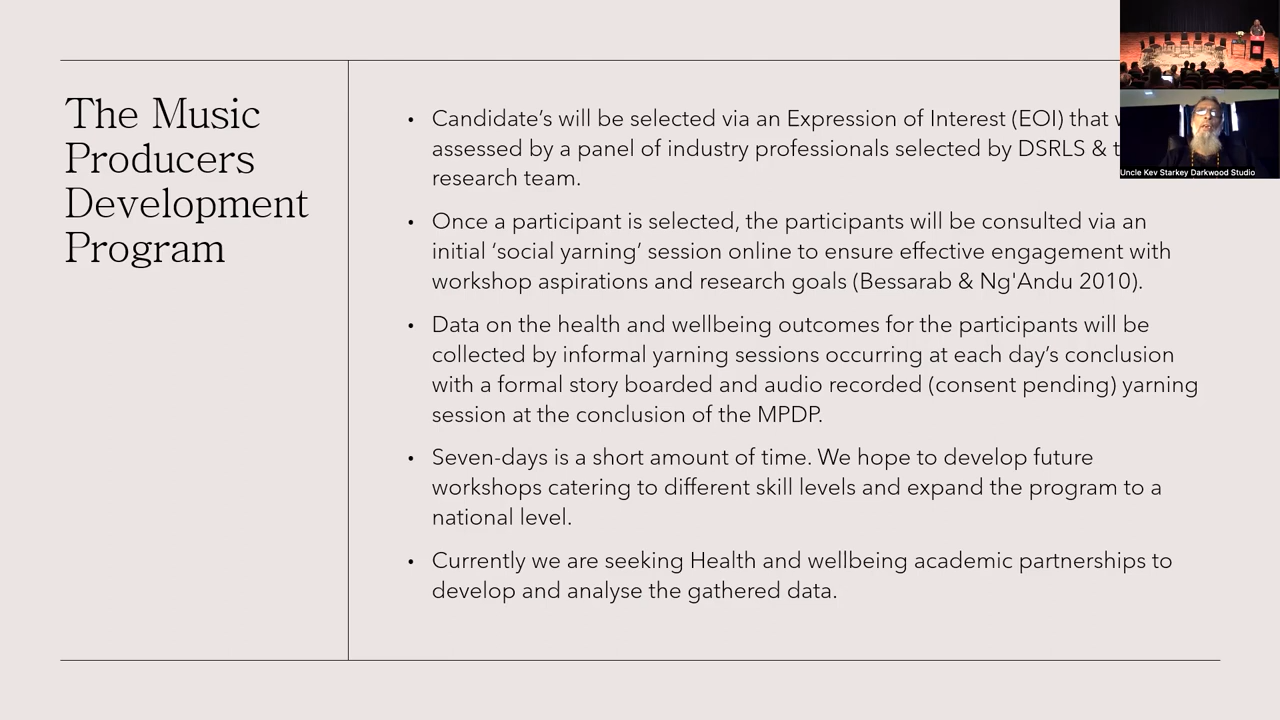 The Music
Producers
Development
Program
• Candidate’s will be selected via an Expression of Interest (EOI) that
assessed by a panel of industry professionals selected by DSRLS &
research team.
• Once a participant is selected, the participants will be consulted via an
initial ‘social yarning’ session online to ensure effective engagement with
workshop aspirations and research goals (Bessarab & Ng'Andu 2010).
• Data on the health and wellbeing outcomes for the participants will be
collected by informal yarning sessions occurring at each day’s conclusion
with a formal story boarded and audio recorded (consent pending) yarning
session at the conclusion of the MPDP.
• Seven-days is a short amount of time. We hope to develop future
workshops catering to different skill levels and expand the program to a
national level.
• Currently we are seeking Health and wellbeing academic partnerships to
develop and analyse the gathered data.
Uncle Kev Starkey Darkwood Studio